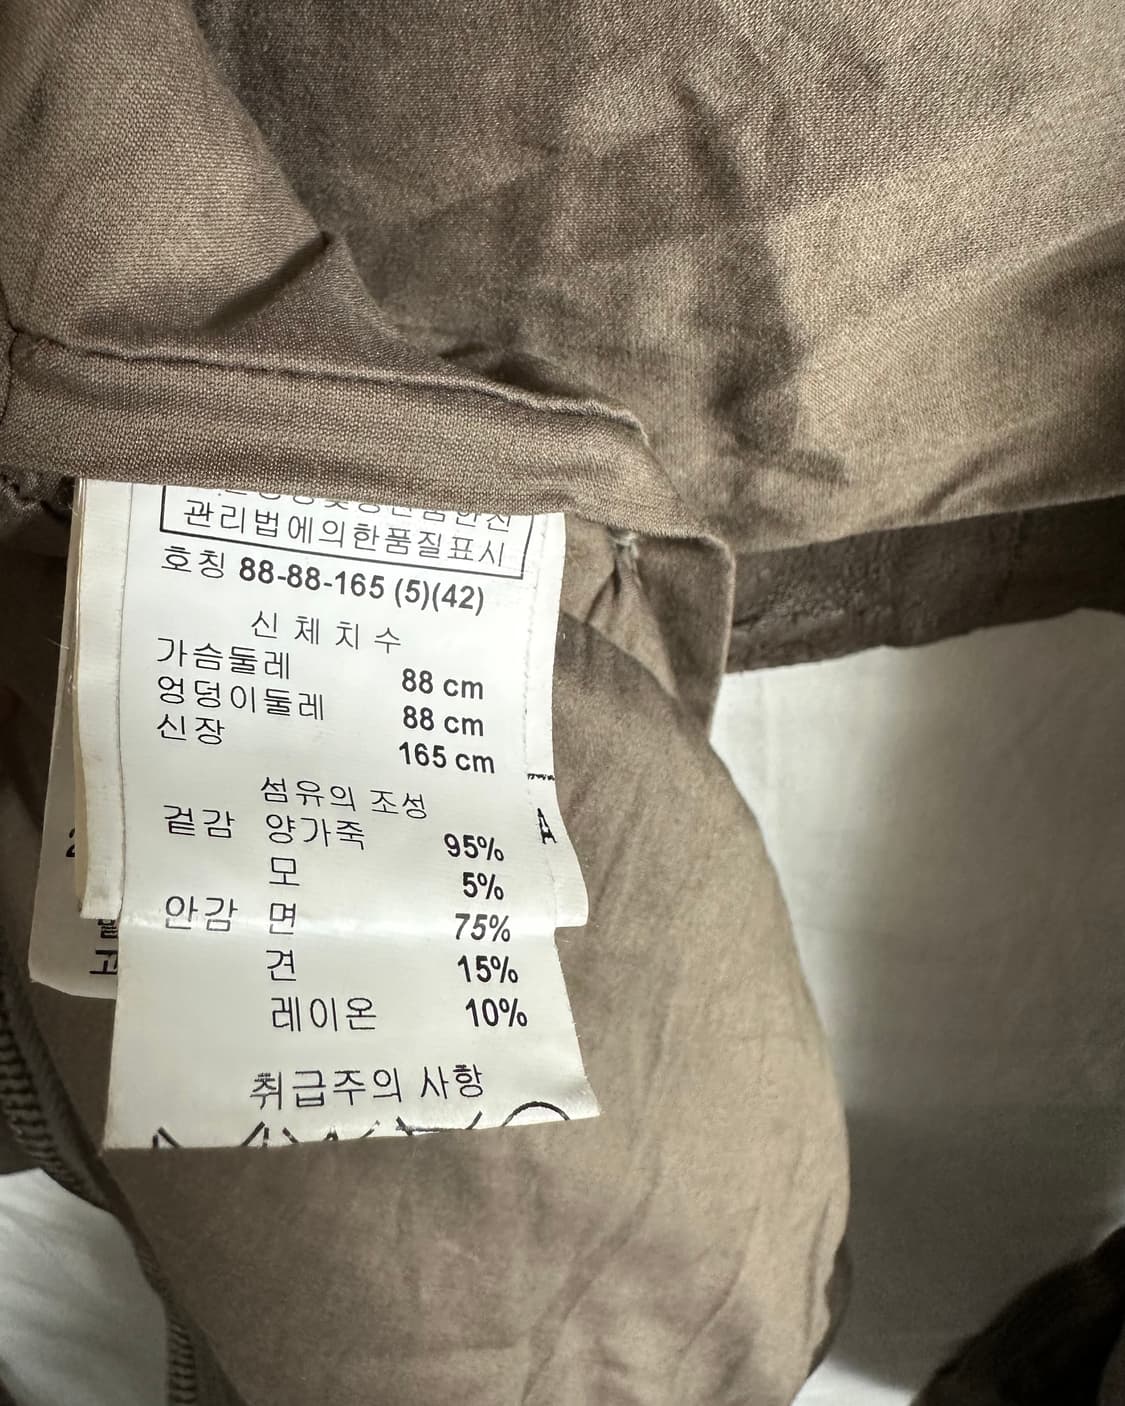 관리법에의한품질표시
호칭 88-88-165 (5)(42)
신 체 치 수
가슴둘레 88 cm
엉덩이둘레 88 cm
신장 165 cm
섬유의 조성
겉감 양가죽 95%
모 5%
안감 면 75%
견 15%
레이온 10%
취급주의 사항
A
고